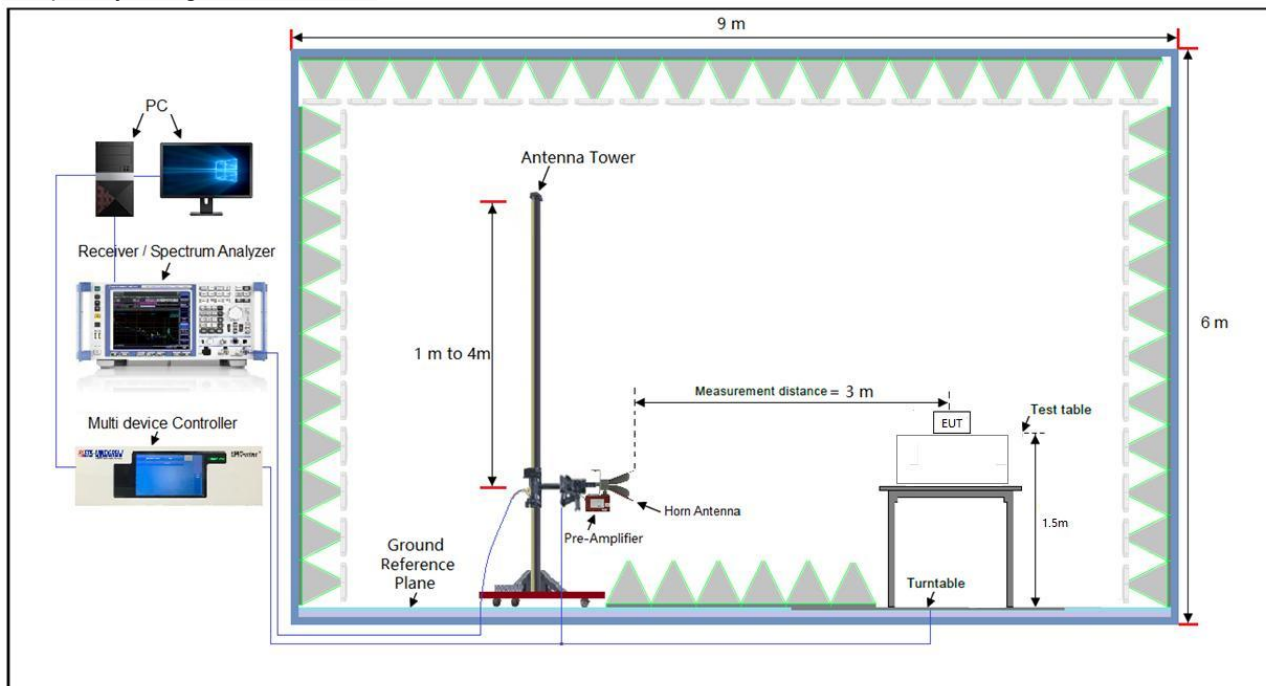 9 m
PC
Antenna Tower
Receiver / Spectrum Analyzer
6 m
1 m to 4m
Measurement distance = 3 m
EUT
Test table
Multi device Controller
Horn Antenna
Pre-Amplifier
1.5m
Ground
Reference
Plane
Turntable